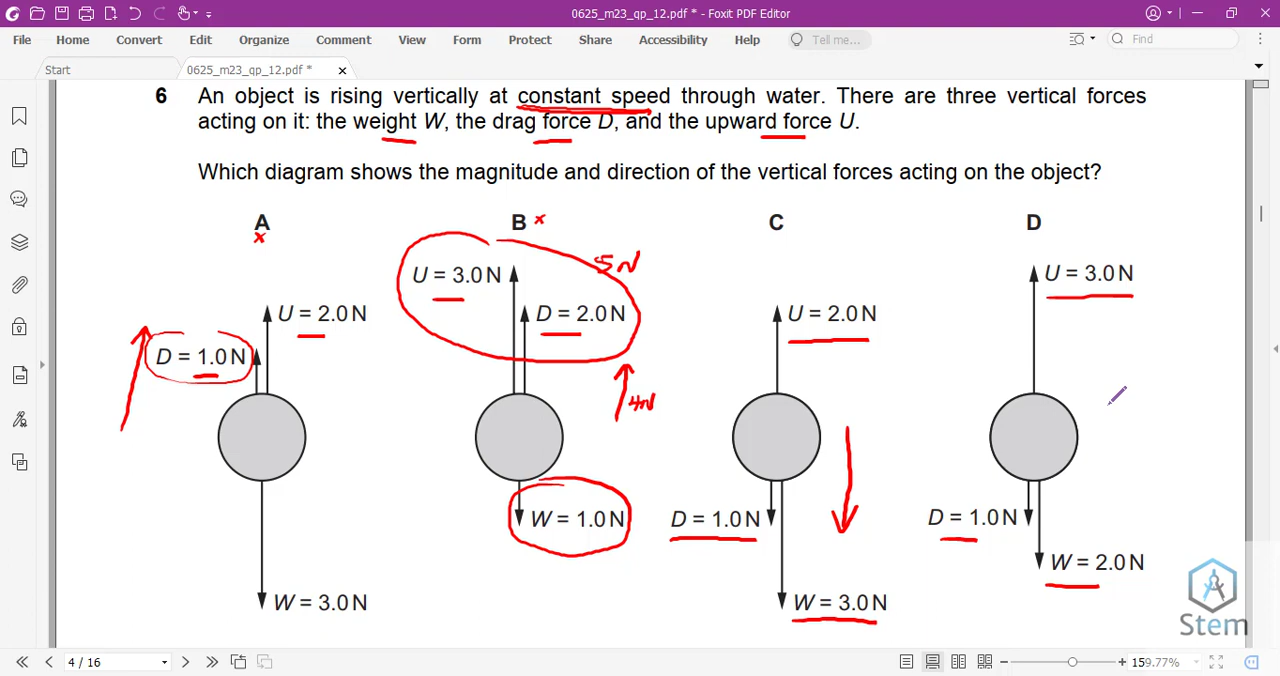 0625_m23_qp_12.pdf * - Foxit PDF Editor
File Home Convert Edit Organize Comment View Form Protect Share Accessibility Help Tell me... Find
Start 0625_m23_qp_12.pdf *
6 An object is rising vertically at constant speed through water. There are three vertical forces
acting on it: the weight W, the drag force D, and the upward force U.
Which diagram shows the magnitude and direction of the vertical forces acting on the object?
A B x C D
x
5N
U = 3.0 N U = 3.0 N
U = 2.0 N D = 2.0 N U = 2.0 N
D = 1.0 N
4N
W = 1.0 N D = 1.0 N D = 1.0 N
W = 2.0 N
W = 3.0 N W = 3.0 N
Stem
4 / 16 159.77%